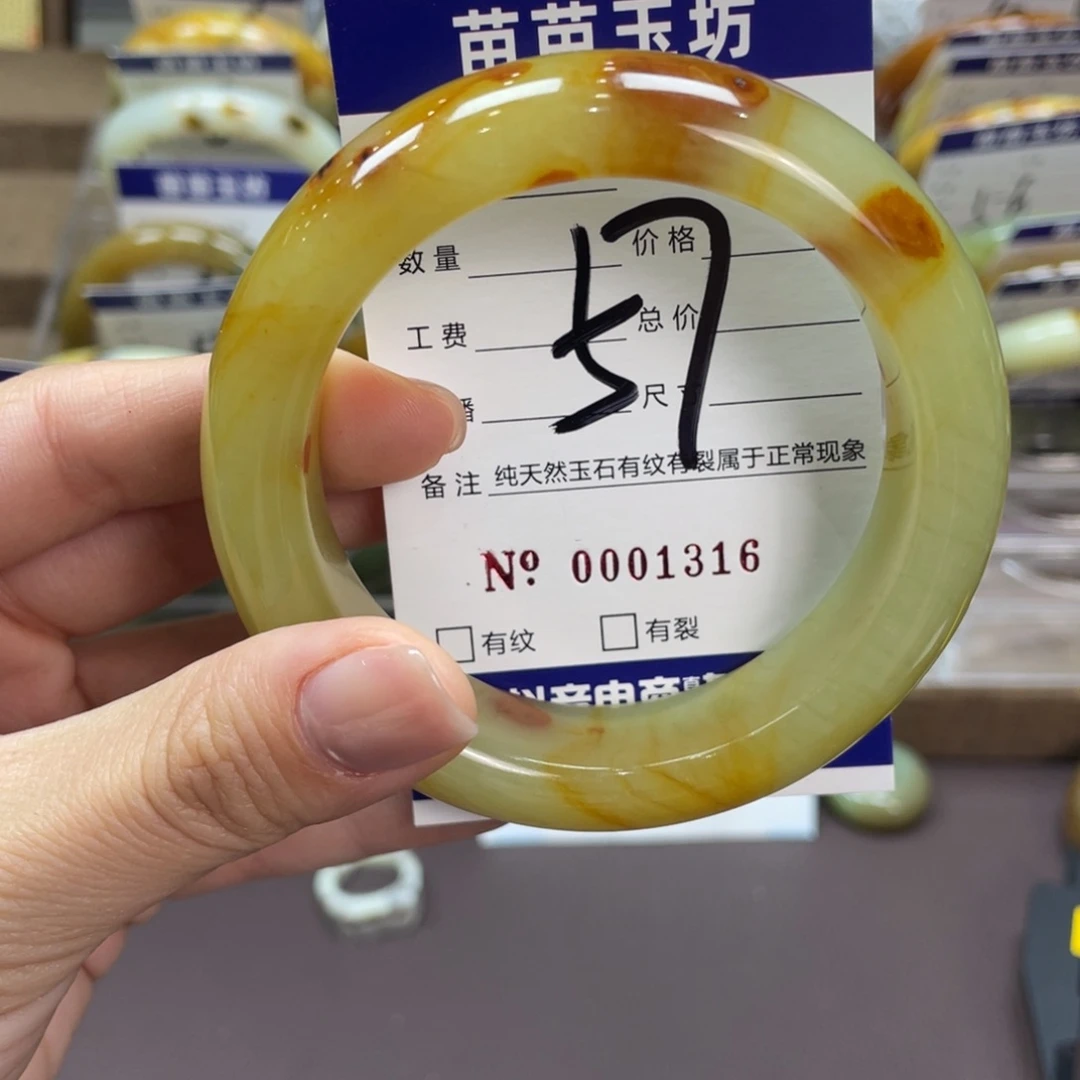 苗苗玉坊
数量 价格
57
工费 总价
播 尺寸
备注 纯天然玉石有纹有裂属于正常现象
Nº 0001316
有纹 有裂